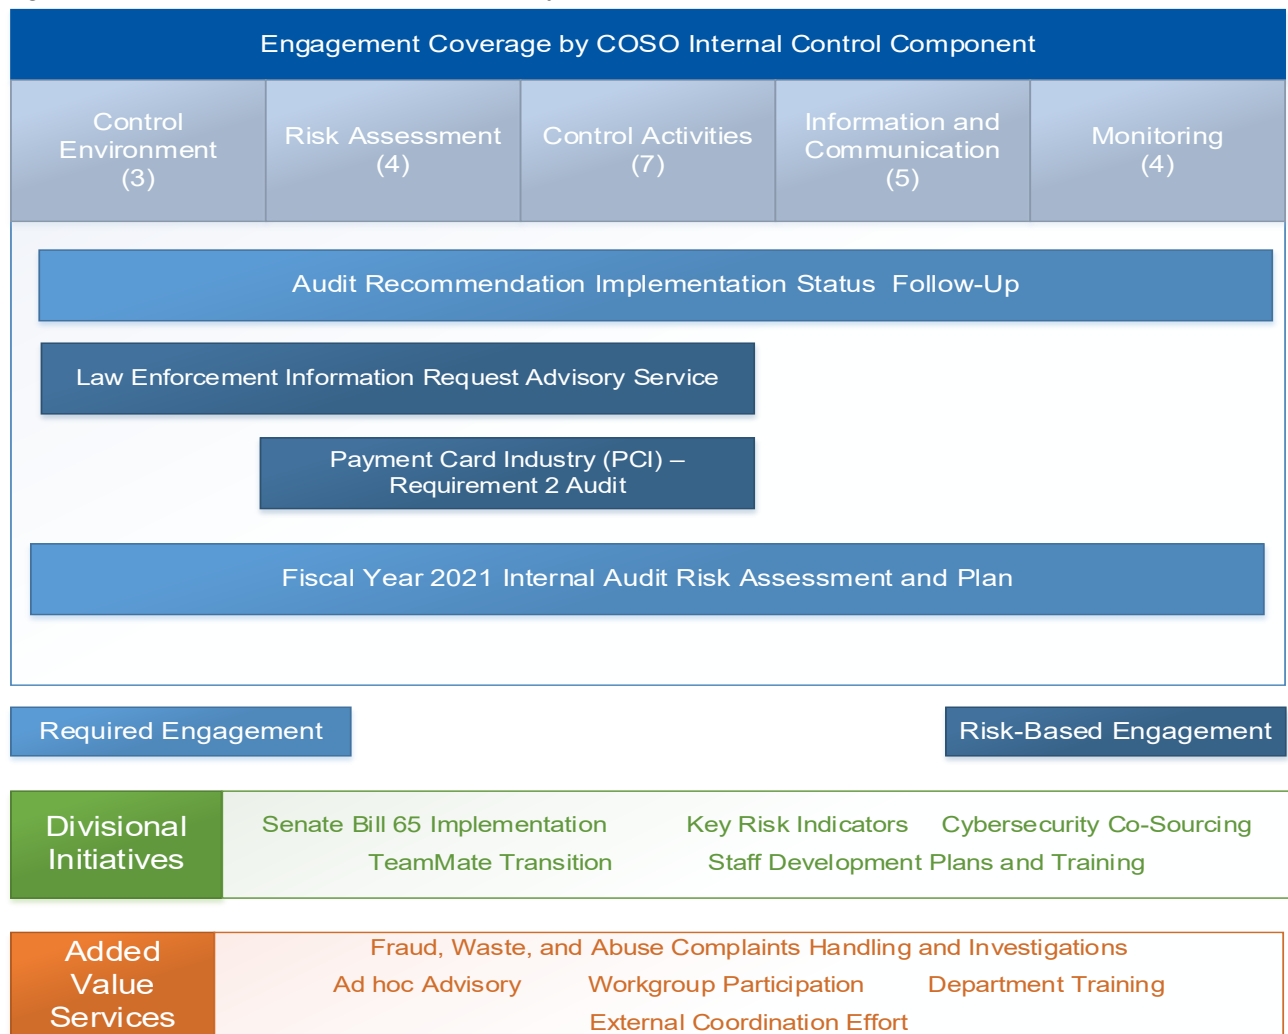 Engagement Coverage by COSO Internal Control Component
Control
Environment
(3)
Risk Assessment
(4)
Control Activities
(7)
Information and
Communication
(5)
Monitoring
(4)
Audit Recommendation Implementation Status Follow-Up
Law Enforcement Information Request Advisory Service
Payment Card Industry (PCI) –
Requirement 2 Audit
Fiscal Year 2021 Internal Audit Risk Assessment and Plan
Required Engagement
Risk-Based Engagement
Divisional
Initiatives
Senate Bill 65 Implementation Key Risk Indicators Cybersecurity Co-Sourcing
TeamMate Transition Staff Development Plans and Training
Added
Value
Services
Fraud, Waste, and Abuse Complaints Handling and Investigations
Ad hoc Advisory Workgroup Participation Department Training
External Coordination Effort